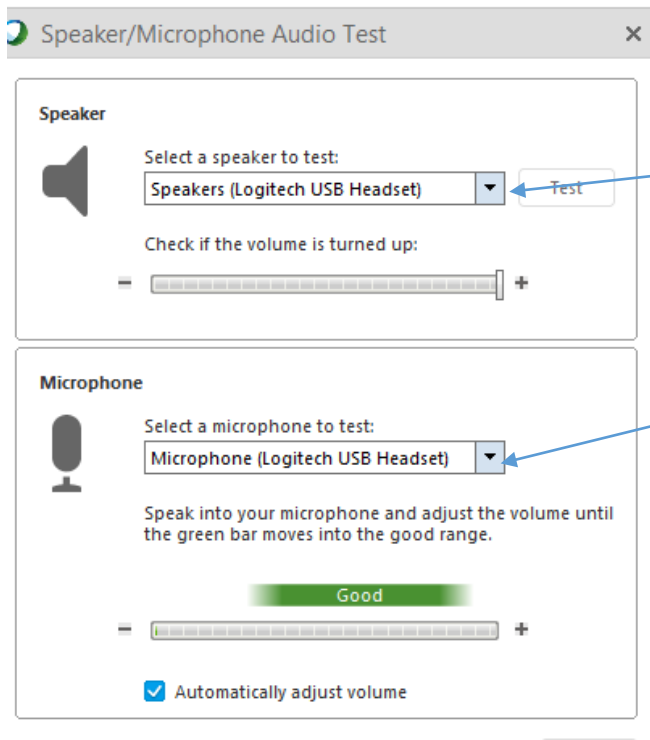 Speaker/Microphone Audio Test
Speaker
Select a speaker to test:
Speakers (Logitech USB Headset)
Test
Check if the volume is turned up:
- +
Microphone
Select a microphone to test:
Microphone (Logitech USB Headset)
Speak into your microphone and adjust the volume until
the green bar moves into the good range.
Good
- +
Automatically adjust volume